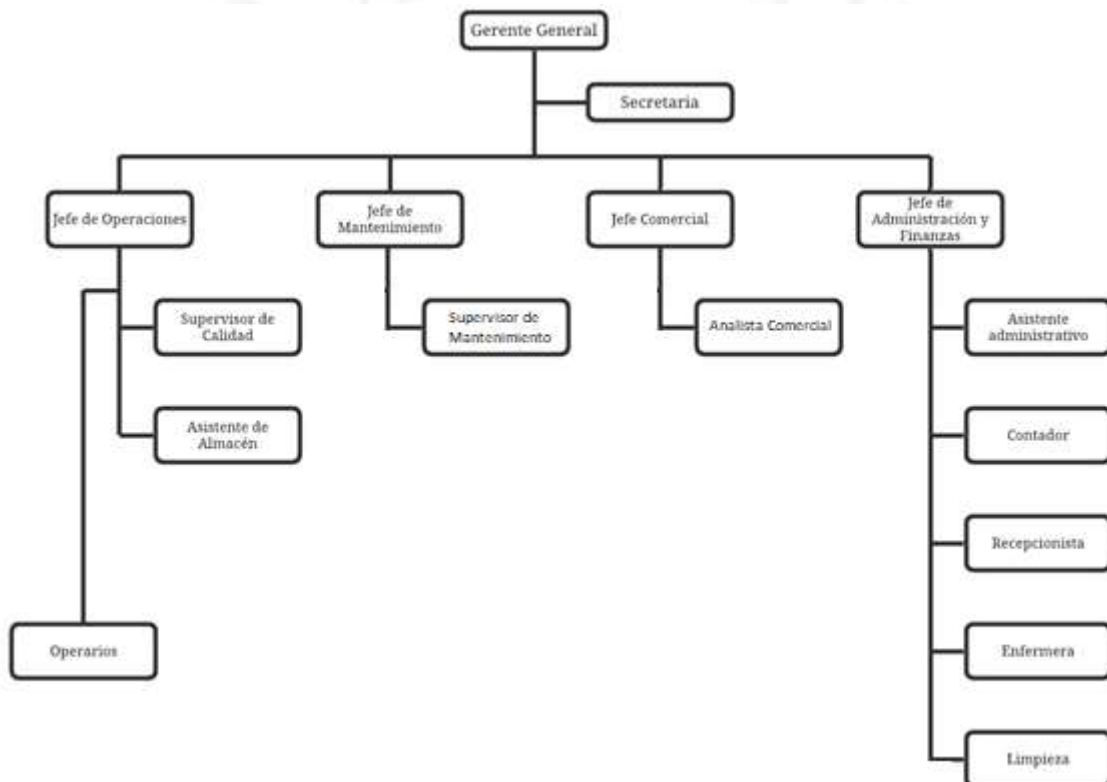 Gerente General
Secretaria
Jefe de Operaciones
Jefe de
Mantenimiento
Jefe Comercial
Jefe de
Administración y
Finanzas
Supervisor de
Calidad
Supervisor de
Mantenimiento
Analista Comercial
Asistente
administrativo
Asistente de
Almacén
Contador
Recepcionista
Operarios
Enfermera
Limpieza